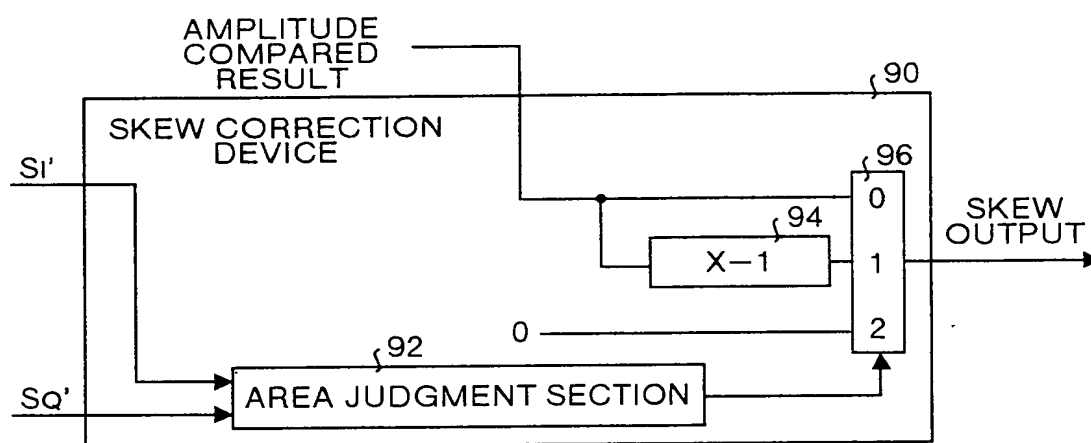 AMPLITUDE
COMPARED
RESULT
90
SKEW CORRECTION
DEVICE
SI'
96
0
SKEW
OUTPUT
94
X−1
1
0
2
92
SQ'
AREA JUDGMENT SECTION